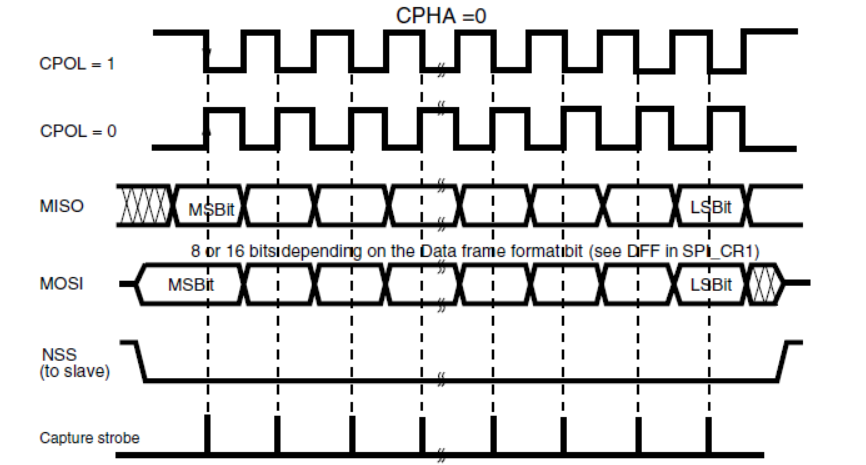 CPHA =0
CPOL = 1
CPOL = 0
MISO MSBit LSBit
8 or 16 bits depending on the Data frame format bit (see DFF in SPI_CR1)
MOSI MSBit LSBit
NSS
(to slave)
Capture strobe